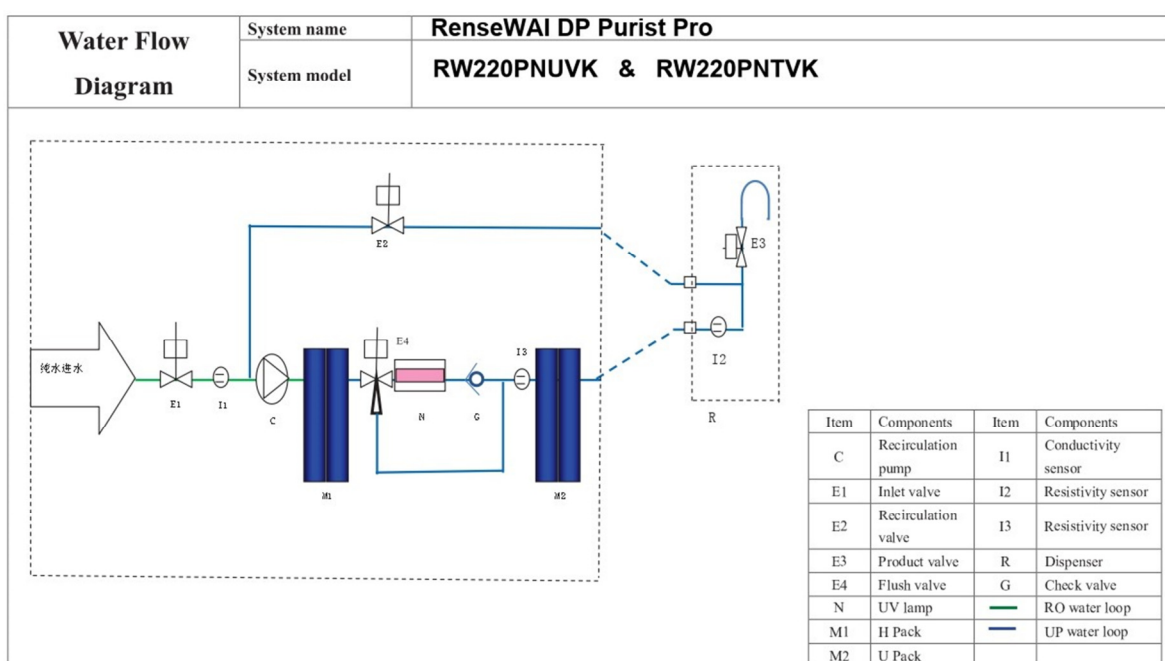 Water Flow
Diagram
System name
RenseWAI DP Purist Pro
System model
RW220PNUVK & RW220PNTVK
E2
E3
纯水进水
E4
I3
I2
E1
I1
C
N
G
R
M1
M2
Item Components Item Components
C Recirculation pump I1 Conductivity sensor
E1 Inlet valve I2 Resistivity sensor
E2 Recirculation valve I3 Resistivity sensor
E3 Product valve R Dispenser
E4 Flush valve G Check valve
N UV lamp RO water loop
M1 H Pack UP water loop
M2 U Pack